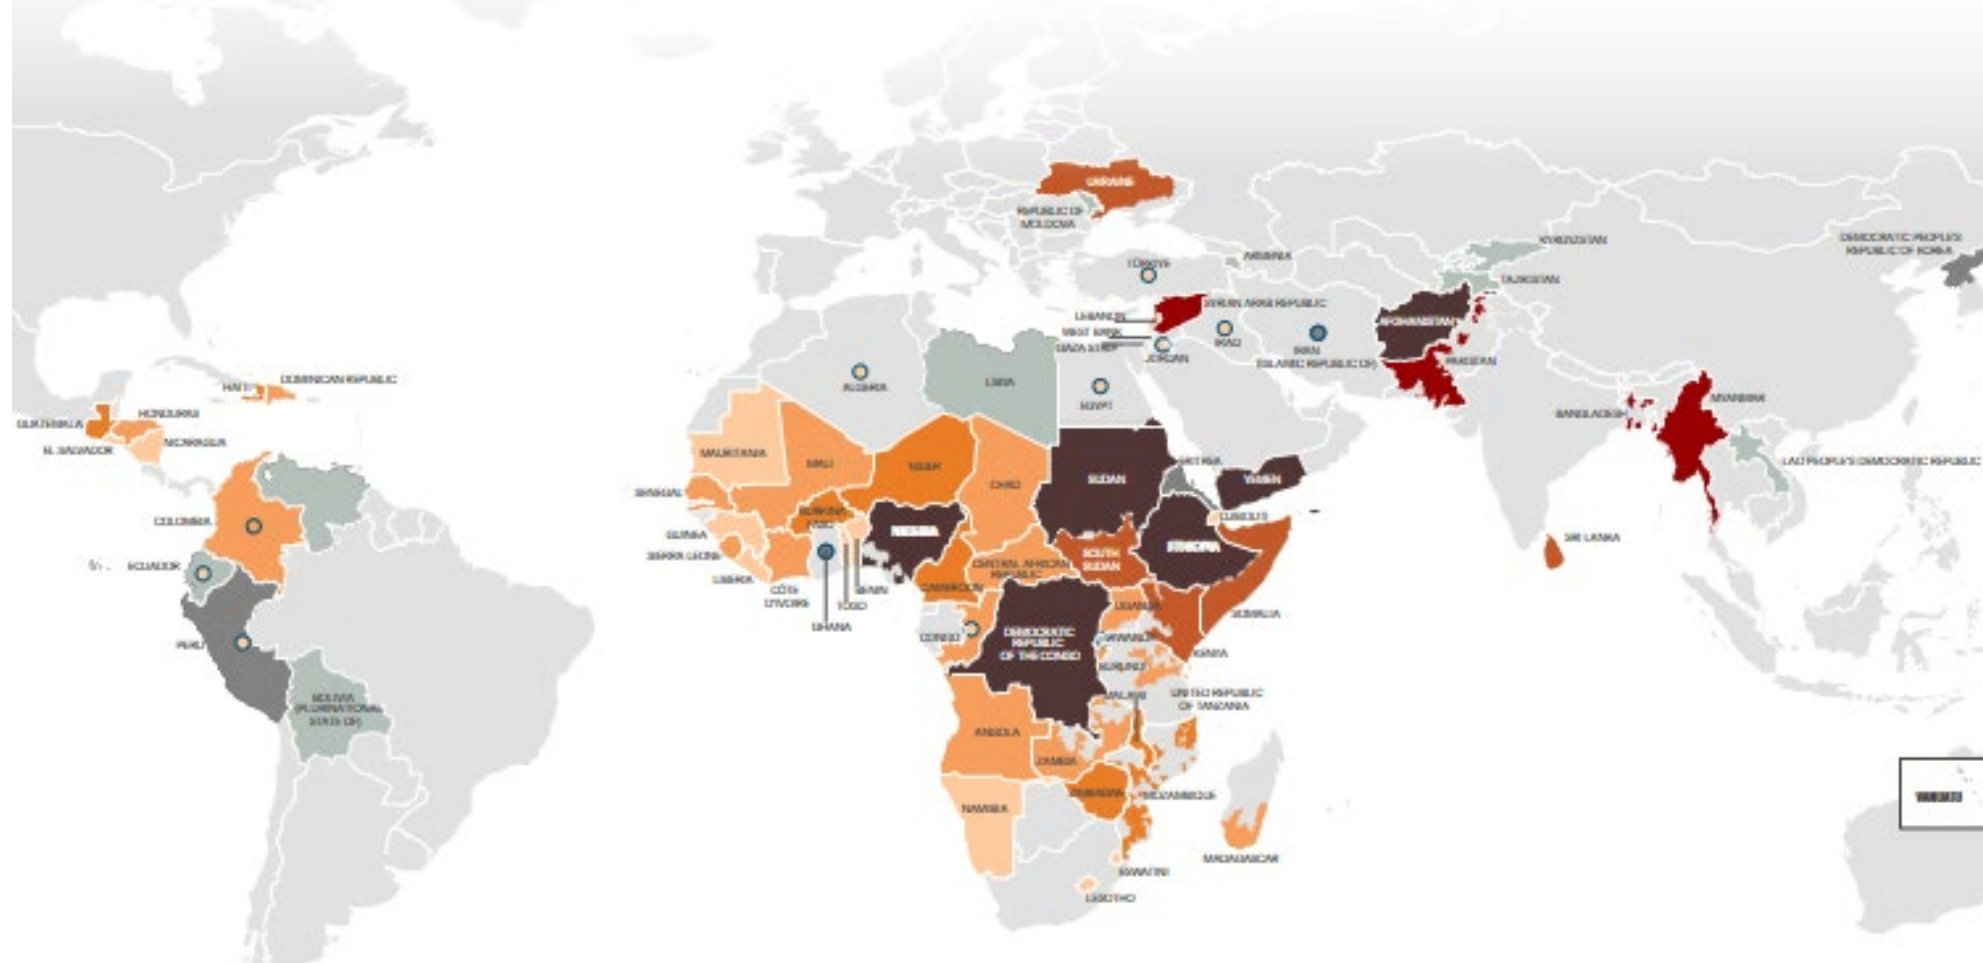 UKRAINE
REPUBLIC OF
MOLDOVA
KYRGYZSTAN
DEMOCRATIC PEOPLE'S
REPUBLIC OF KOREA
TÜRKİYE
ARMENIA
TAJIKISTAN
SYRIAN ARAB REPUBLIC
LEBANON
AFGHANISTAN
WEST BANK
IRAQ
GAZA STRIP
IRAN
(ISLAMIC REPUBLIC OF)
JORDAN
PAKISTAN
HAITI
DOMINICAN REPUBLIC
ALGERIA
LIBYA
EGYPT
MYANMAR
GUATEMALA
HONDURAS
BANGLADESH
EL SALVADOR
NICARAGUA
MAURITANIA
MALI
NIGER
CHAD
SUDAN
ERITREA
YEMEN
LAO PEOPLE'S DEMOCRATIC REPUBLIC
SENEGAL
COLOMBIA
BURKINA
FASO
NIGERIA
DJIBOUTI
GUINEA
SIERRA LEONE
ETHIOPIA
SRI LANKA
ECUADOR
LIBERIA
CÔTE
D'IVOIRE
TOGO
BENIN
GHANA
CAMEROON
CENTRAL AFRICAN
REPUBLIC
SOUTH
SUDAN
UGANDA
SOMALIA
PERU
CONGO
DEMOCRATIC
REPUBLIC
OF THE CONGO
RWANDA
KENYA
BURUNDI
BOLIVIA
(PLURINATIONAL
STATE OF)
MALAWI
UNITED REPUBLIC
OF TANZANIA
ANGOLA
ZAMBIA
NAMIBIA
ZIMBABWE
MOZAMBIQUE
VANUATU
MADAGASCAR
ESWATINI
LESOTHO